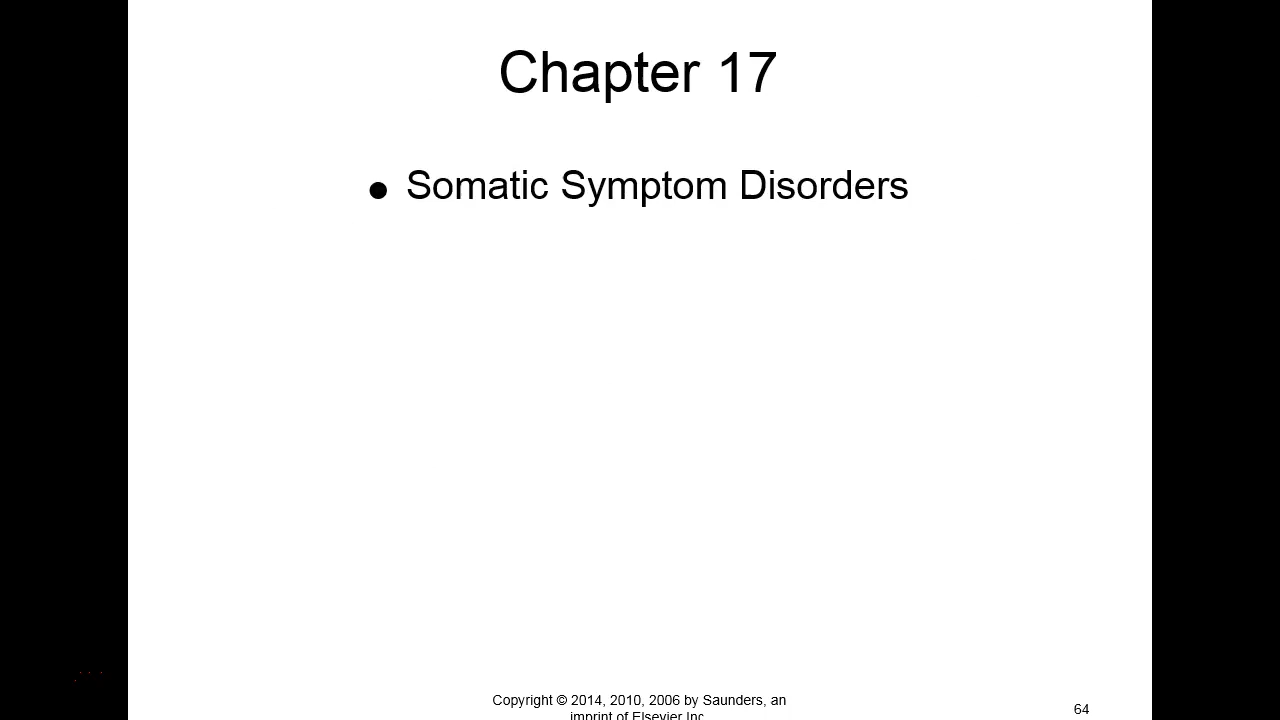 Chapter 17
● Somatic Symptom Disorders
Copyright © 2014, 2010, 2006 by Saunders, an
imprint of Elsevier Inc
64